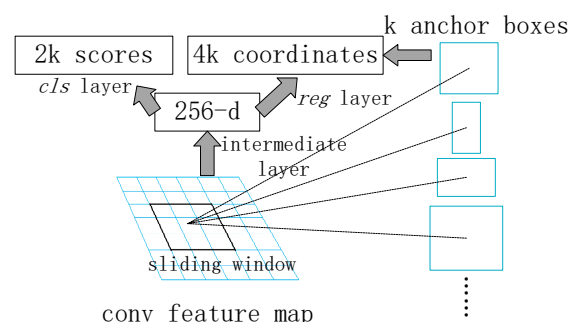 k anchor boxes
2k scores
4k coordinates
cls layer
reg layer
256-d
intermediate
layer
sliding window
conv feature map